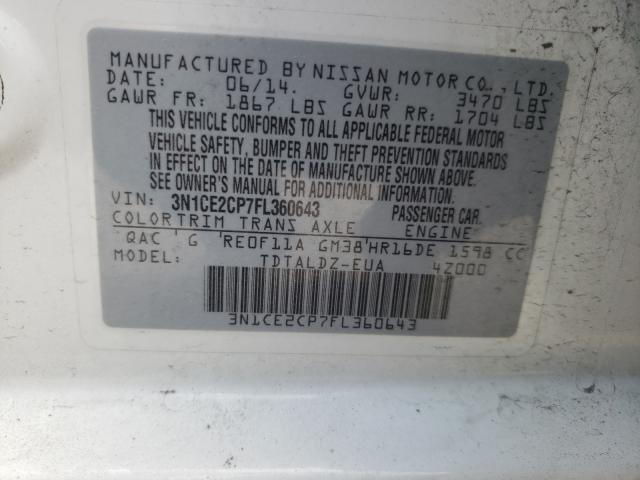 MANUFACTURED BY NISSAN MOTOR CO., LTD.
DATE: 06/14. GVWR: 3470 LBS
GAWR FR: 1867 LBS GAWR RR: 1704 LBS
THIS VEHICLE CONFORMS TO ALL APPLICABLE FEDERAL MOTOR
VEHICLE SAFETY, BUMPER AND THEFT PREVENTION STANDARDS
IN EFFECT ON THE DATE OF MANUFACTURE SHOWN ABOVE.
SEE OWNER'S MANUAL FOR ADDITIONAL INFORMATION.
VIN: 3N1CE2CP7FL360643 PASSENGER CAR.
COLOR TRIM TRANS AXLE ENGINE
QAC G RE0F11A GM38 HR16DE 1598 CC
MODEL: TDTALDZ-EUA 4Z000
3N1CE2CP7FL360643